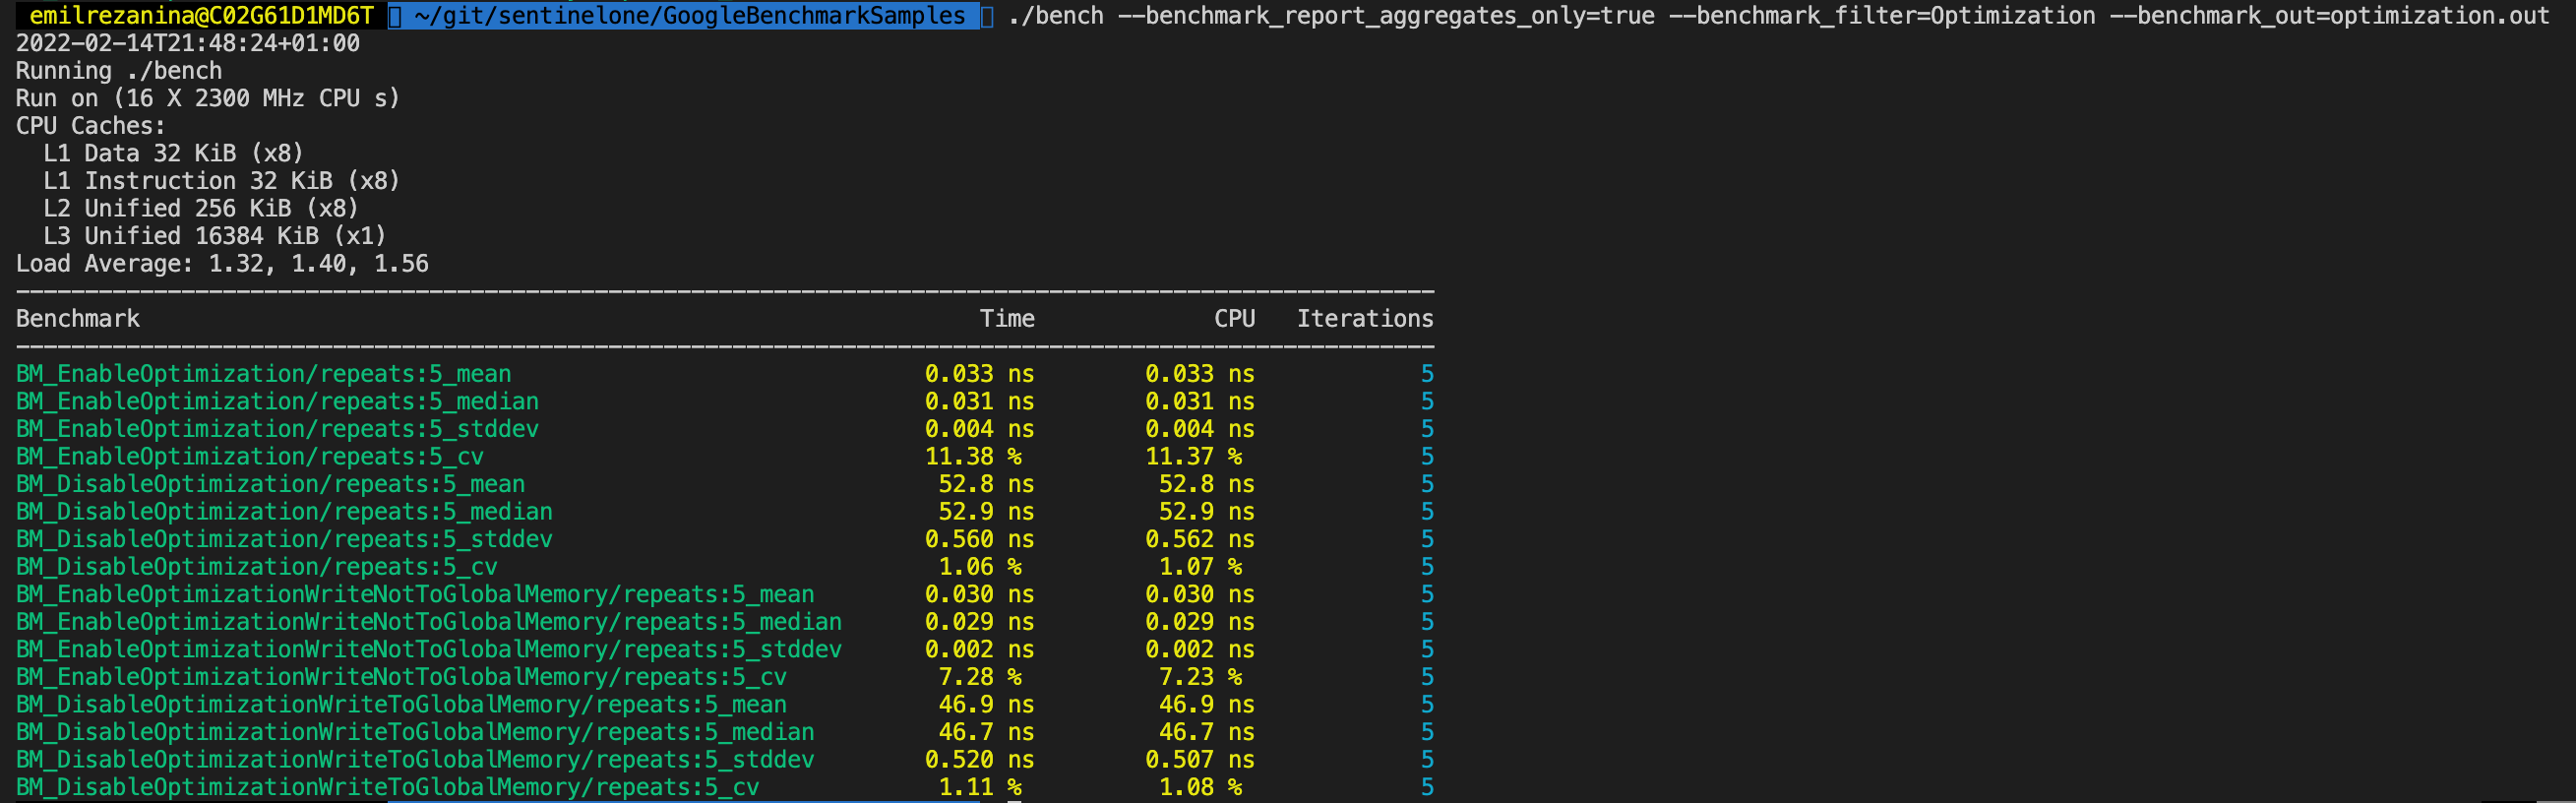 emilrezanina@C02G61D1MD6T ~/git/sentinelone/GoogleBenchmarkSamples ./bench --benchmark_report_aggregates_only=true --benchmark_filter=Optimization --benchmark_out=optimization.out
2022-02-14T21:48:24+01:00
Running ./bench
Run on (16 X 2300 MHz CPU s)
CPU Caches:
  L1 Data 32 KiB (x8)
  L1 Instruction 32 KiB (x8)
  L2 Unified 256 KiB (x8)
  L3 Unified 16384 KiB (x1)
Load Average: 1.32, 1.40, 1.56
Benchmark Time CPU Iterations
BM_EnableOptimization/repeats:5_mean 0.033 ns 0.033 ns 5
BM_EnableOptimization/repeats:5_median 0.031 ns 0.031 ns 5
BM_EnableOptimization/repeats:5_stddev 0.004 ns 0.004 ns 5
BM_EnableOptimization/repeats:5_cv 11.38 % 11.37 % 5
BM_DisableOptimization/repeats:5_mean 52.8 ns 52.8 ns 5
BM_DisableOptimization/repeats:5_median 52.9 ns 52.9 ns 5
BM_DisableOptimization/repeats:5_stddev 0.560 ns 0.562 ns 5
BM_DisableOptimization/repeats:5_cv 1.06 % 1.07 % 5
BM_EnableOptimizationWriteNotToGlobalMemory/repeats:5_mean 0.030 ns 0.030 ns 5
BM_EnableOptimizationWriteNotToGlobalMemory/repeats:5_median 0.029 ns 0.029 ns 5
BM_EnableOptimizationWriteNotToGlobalMemory/repeats:5_stddev 0.002 ns 0.002 ns 5
BM_EnableOptimizationWriteNotToGlobalMemory/repeats:5_cv 7.28 % 7.23 % 5
BM_DisableOptimizationWriteToGlobalMemory/repeats:5_mean 46.9 ns 46.9 ns 5
BM_DisableOptimizationWriteToGlobalMemory/repeats:5_median 46.7 ns 46.7 ns 5
BM_DisableOptimizationWriteToGlobalMemory/repeats:5_stddev 0.520 ns 0.507 ns 5
BM_DisableOptimizationWriteToGlobalMemory/repeats:5_cv 1.11 % 1.08 % 5